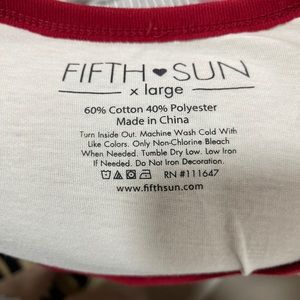 FIFTH♥SUN
x large
60% Cotton 40% Polyester
Made in China
Turn Inside Out. Machine Wash Cold With
Like Colors. Only Non-Chlorine Bleach
When Needed. Tumble Dry Low. Low Iron
If Needed. Do Not Iron Decoration.
RN #111647
www.fifthsun.com